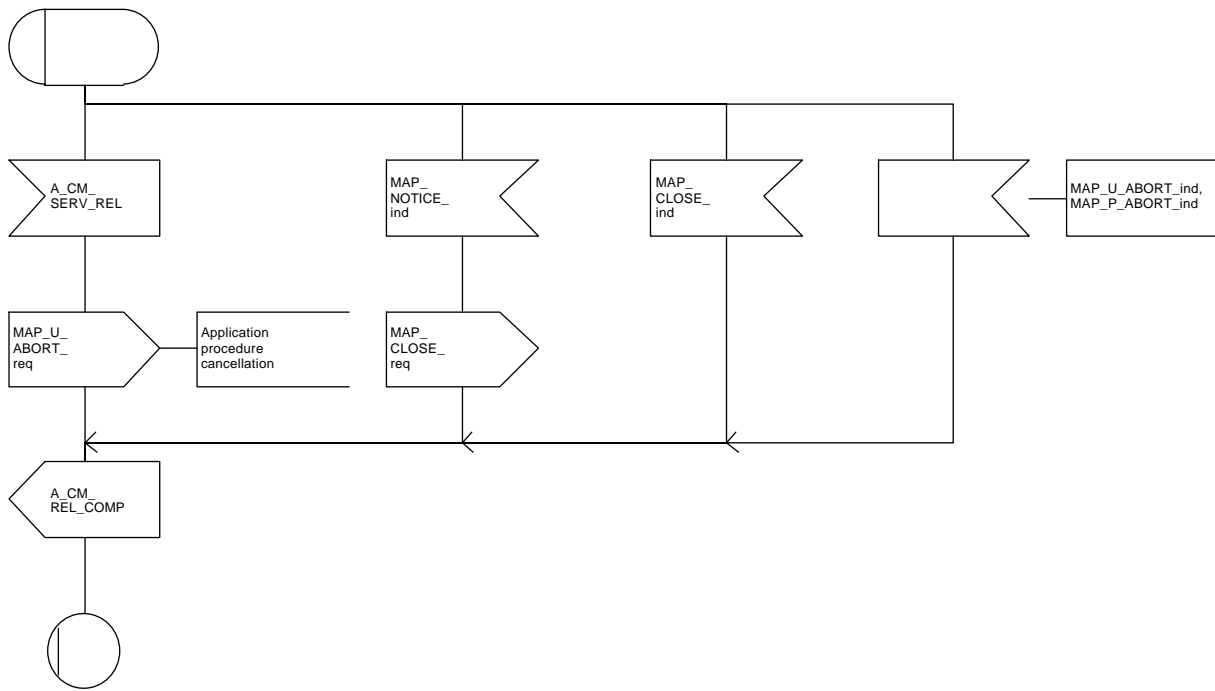 A_CM_
SERV_REL
MAP_
NOTICE_
ind
MAP_
CLOSE_
ind
MAP_U_ABORT_ind,
MAP_P_ABORT_ind
MAP_U_
ABORT_
req
Application
procedure
cancellation
MAP_
CLOSE_
req
A_CM_
REL_COMP